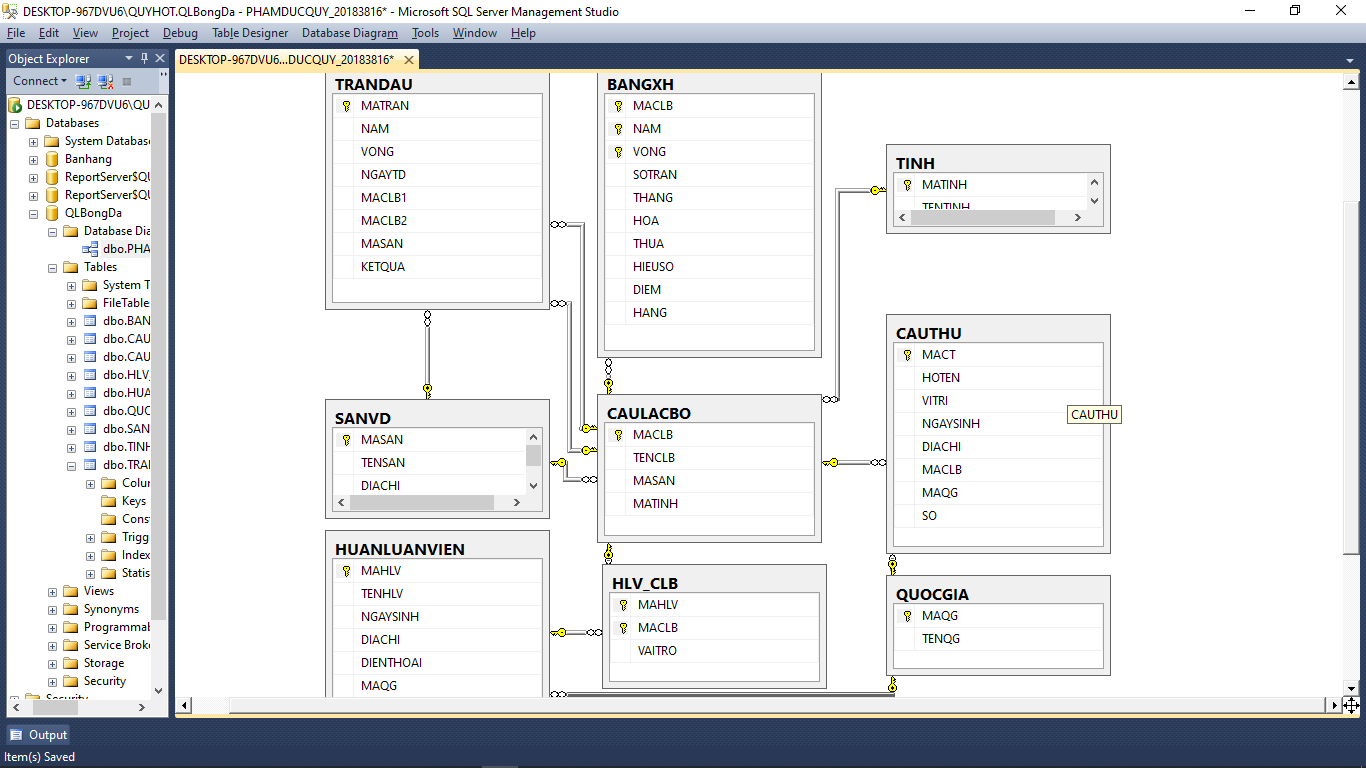 DESKTOP-967DVU6\QUYHOT.QLBongDa - PHAMDUCQUY_20183816* - Microsoft SQL Server Management Studio
File Edit View Project Debug Table Designer Database Diagram Tools Window Help
Object Explorer
Connect
DESKTOP-967DVU6\QU
Databases
System Databas
Banhang
ReportServer$QU
ReportServer$QU
QLBongDa
Database Dia
dbo.PHA
Tables
System T
FileTable
dbo.BAN
dbo.CAU
dbo.CAU
dbo.HLV_
dbo.HUA
dbo.QUO
dbo.SAN
dbo.TINH
dbo.TRA
Colu
Keys
Const
Trigg
Index
Statis
Views
Synonyms
Programmab
Service Broke
Storage
Security
Security
DESKTOP-967DVU6...DUCQUY_20183816*
TRANDAU
MATRAN
NAM
VONG
NGAYTD
MACLB1
MACLB2
MASAN
KETQUA
BANGXH
MACLB
NAM
VONG
SOTRAN
THANG
HOA
THUA
HIEUSO
DIEM
HANG
TINH
MATINH
TENTINH
SANVD
MASAN
TENSAN
DIACHI
CAULACBO
MACLB
TENCLB
MASAN
MATINH
CAUTHU
MACT
HOTEN
VITRI
NGAYSINH
DIACHI
MACLB
MAQG
SO
CAUTHU
HUANLUANVIEN
MAHLV
TENHLV
NGAYSINH
DIACHI
DIENTHOAI
MAQG
HLV_CLB
MAHLV
MACLB
VAITRO
QUOCGIA
MAQG
TENQG
Output
Item(s) Saved